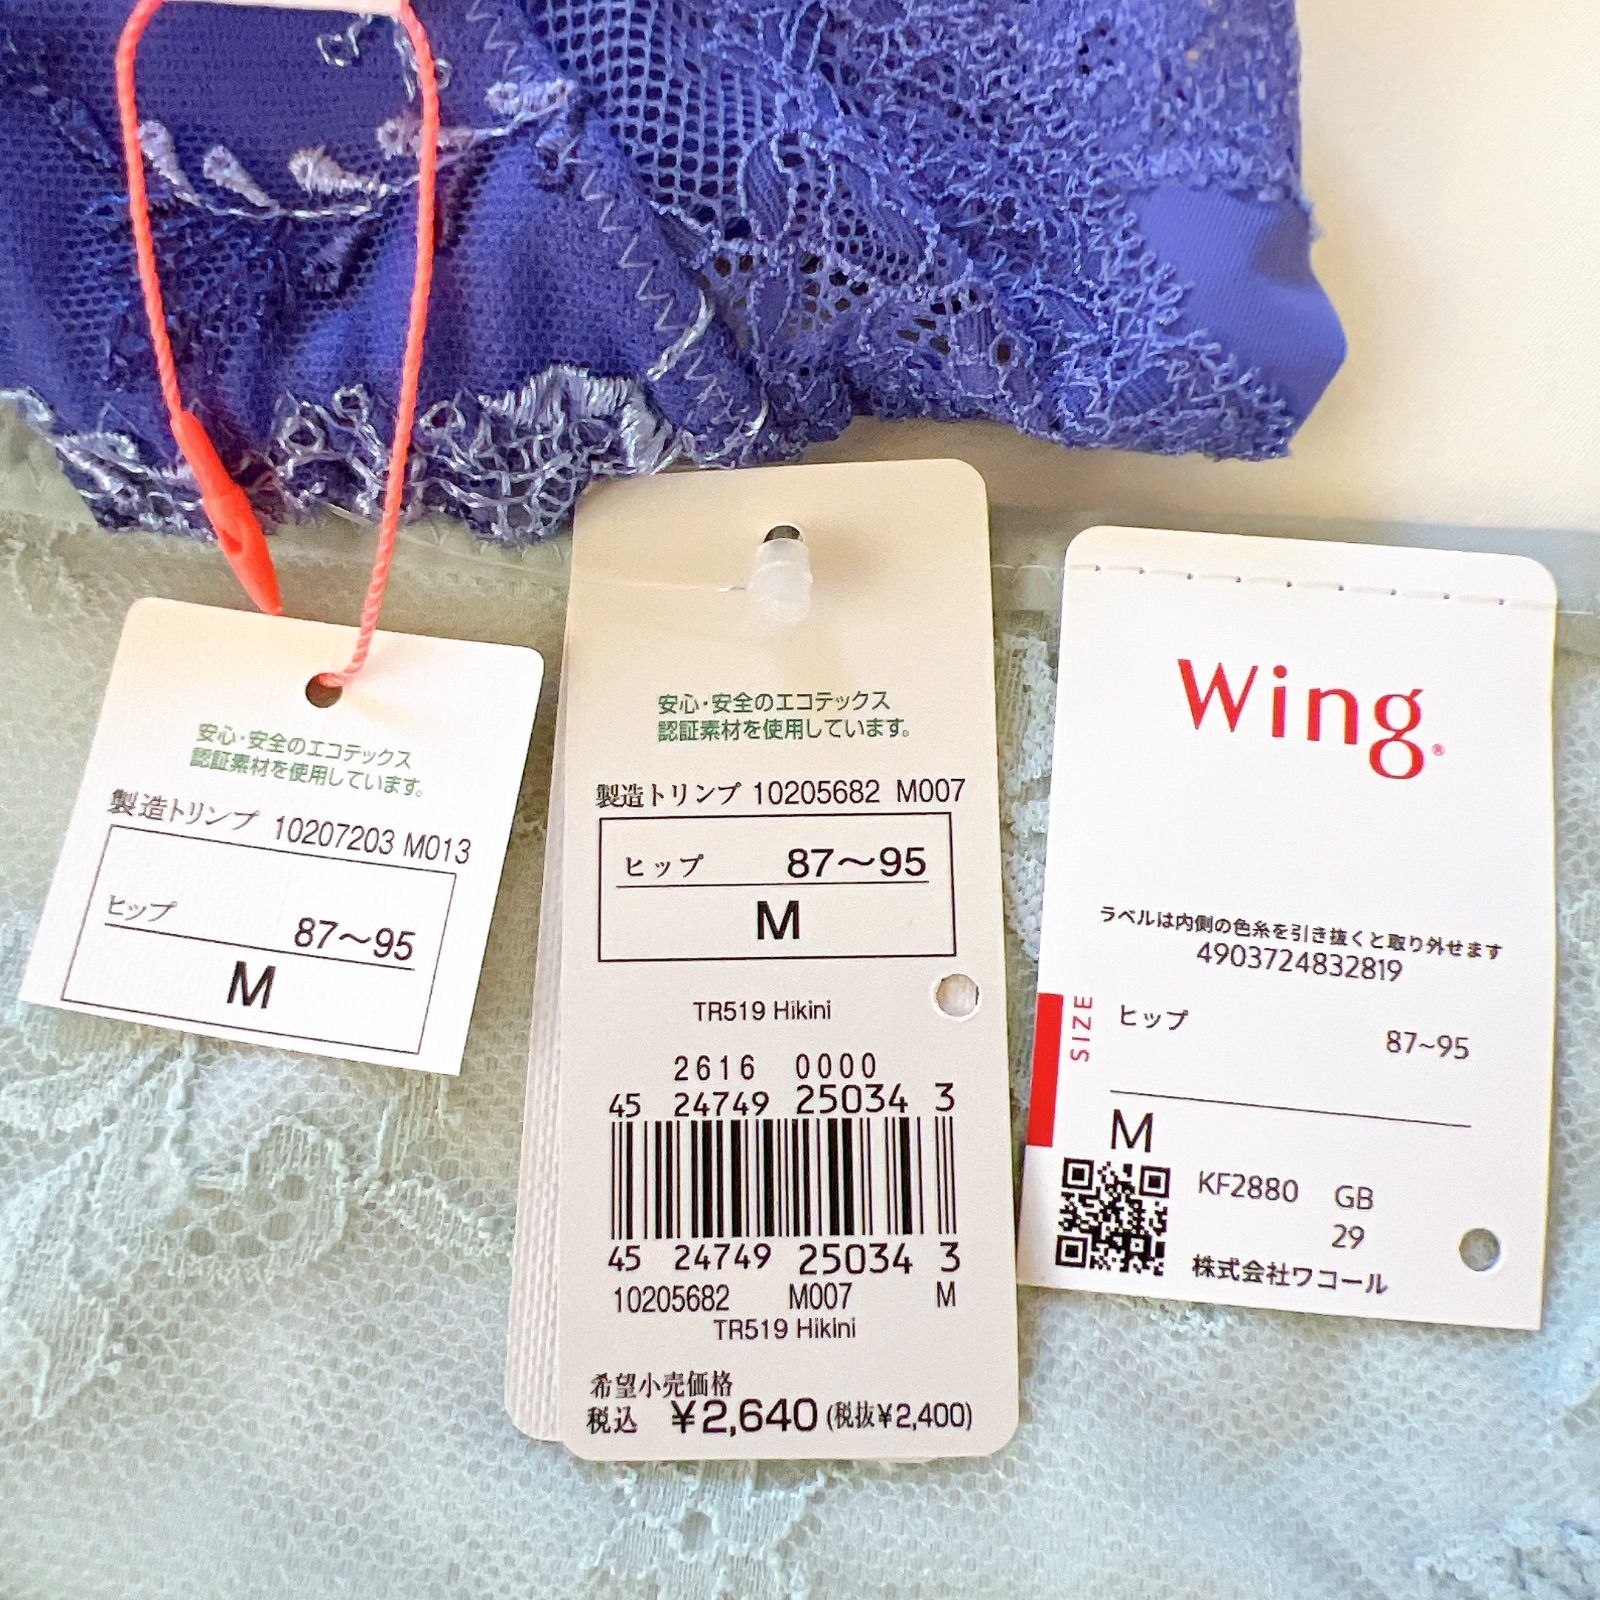 安心・安全のエコテックス
認証素材を使用しています。
製造トリンプ 10207203 M013
ヒップ 87～95
M
安心・安全のエコテックス
認証素材を使用しています。
製造トリンプ 10205682 M007
ヒップ 87～95
M
TR519 Hikini
2616 0000
45 24749 25034 3
45 24749 25034 3
10205682 M007 M
TR519 Hikini
希望小売価格
税込 ¥2,640 (税抜¥2,400)
Wing®
ラベルは内側の色糸を引き抜くと取り外せます
4903724832819
SIZE
ヒップ 87~95
M
KF2880 GB
29
株式会社ワコール